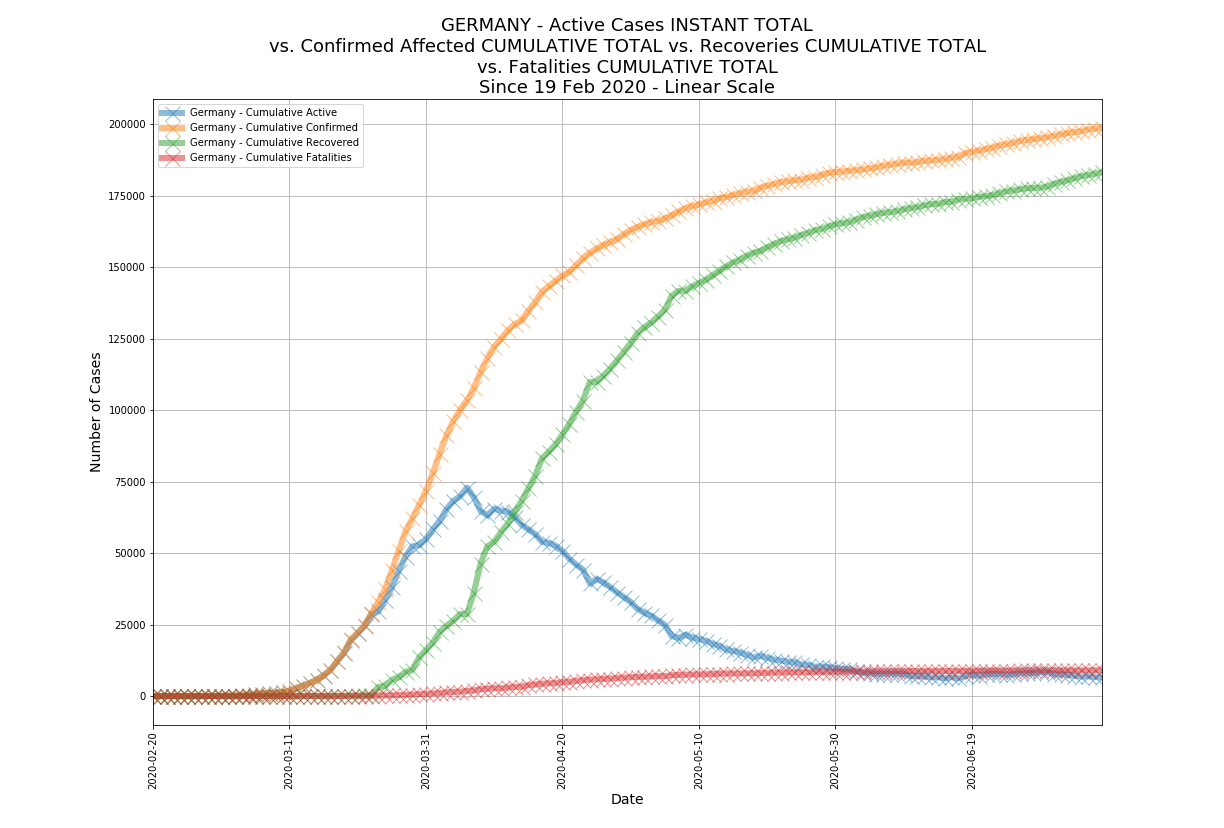 GERMANY - Active Cases INSTANT TOTAL
vs. Confirmed Affected CUMULATIVE TOTAL vs. Recoveries CUMULATIVE TOTAL
vs. Fatalities CUMULATIVE TOTAL
Since 19 Feb 2020 - Linear Scale
Germany - Cumulative Active
Germany - Cumulative Confirmed
Germany - Cumulative Recovered
Germany - Cumulative Fatalities
Number of Cases
200000
175000
150000
125000
100000
75000
50000
25000
0
2020-02-20
2020-03-11
2020-03-31
2020-04-20
2020-05-10
2020-05-30
2020-06-19
Date